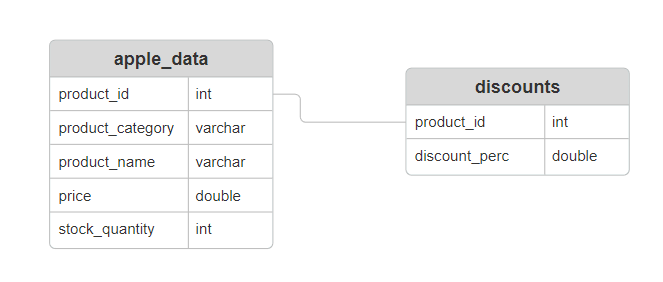 apple_data
product_id int
product_category varchar
product_name varchar
price double
stock_quantity int
discounts
product_id int
discount_perc double